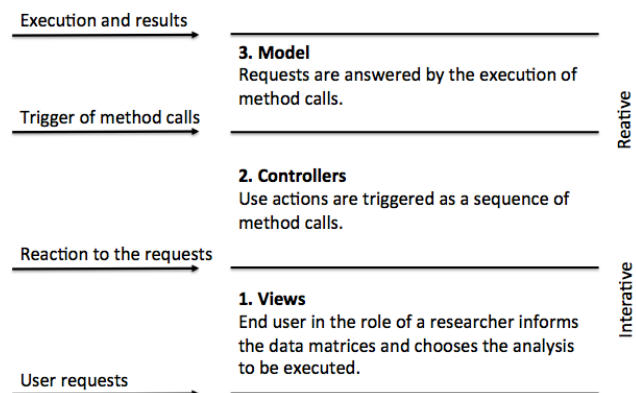 Execution and results
3. Model
Requests are answered by the execution of
method calls.
Trigger of method calls
Reative
2. Controllers
Use actions are triggered as a sequence of
method calls.
Reaction to the requests
Interative
1. Views
End user in the role of a researcher informs
the data matrices and chooses the analysis
to be executed.
User requests